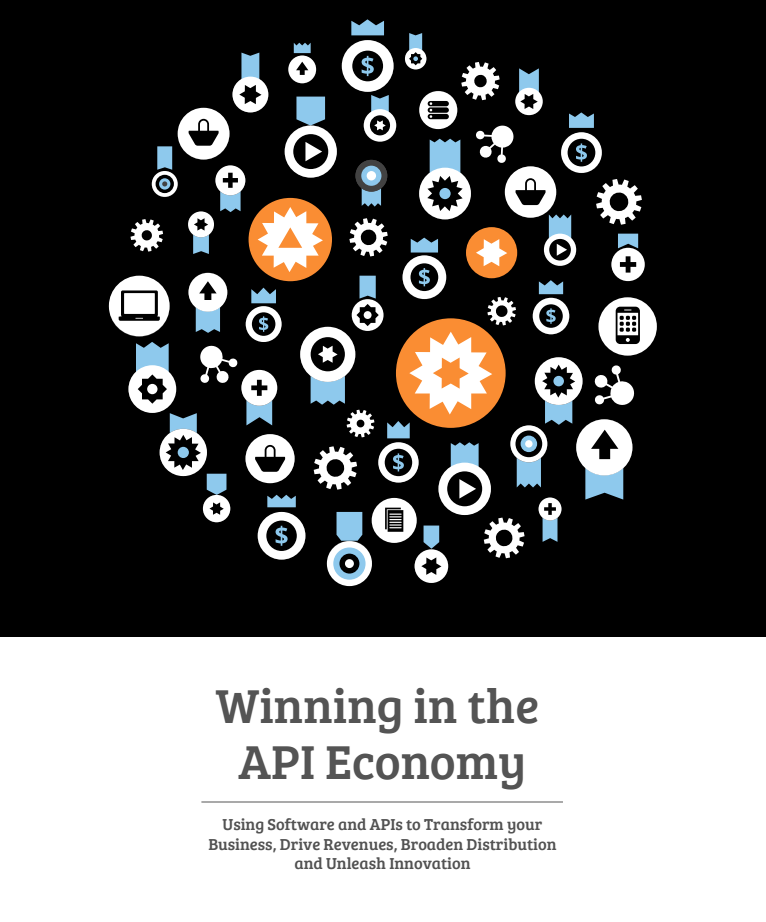 Winning in the
API Economy
Using Software and APIs to Transform your
Business, Drive Revenues, Broaden Distribution
and Unleash Innovation